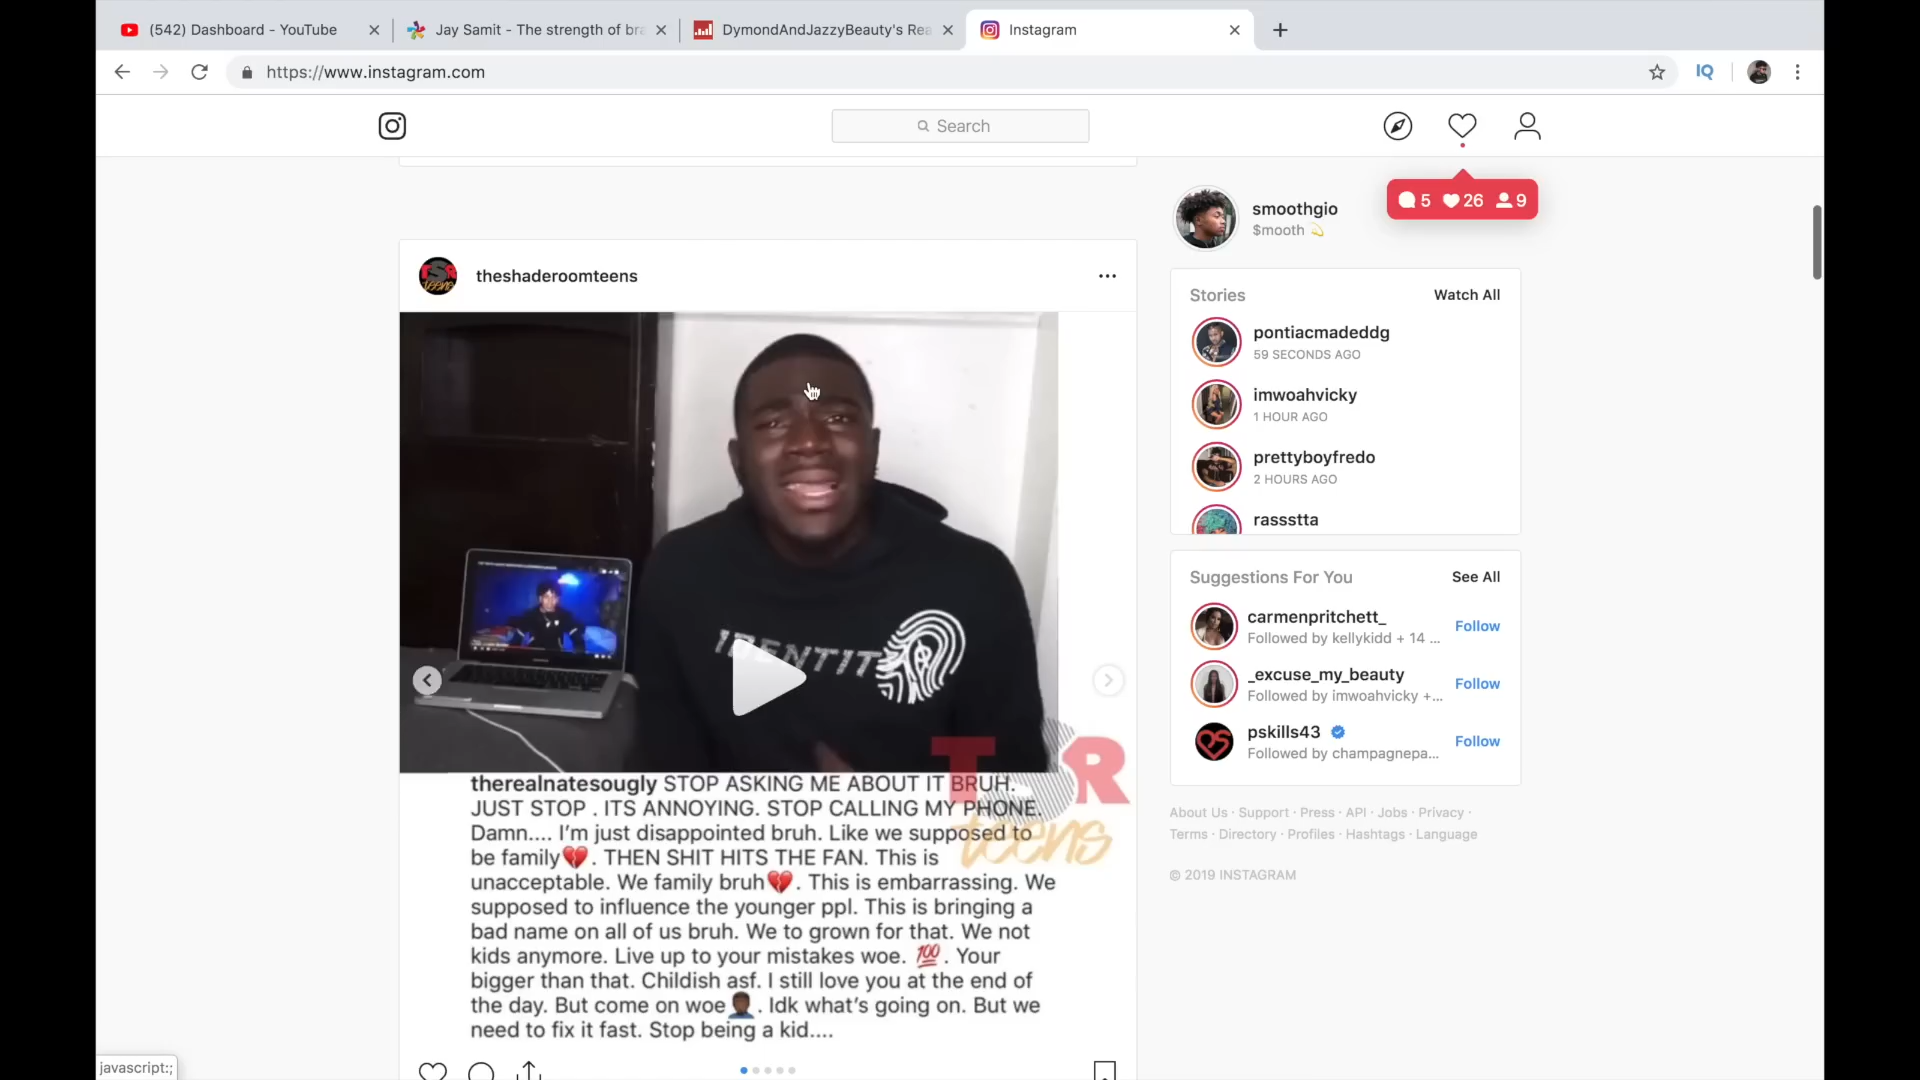 (542) Dashboard - YouTube
Jay Samit - The strength of bra
DymondAndJazzyBeauty's Rea
Instagram
https://www.instagram.com
IQ
Search
5 26 9
smoothgio
$mooth 💫
theshaderoomteens
Stories Watch All
pontiacmadeddg
59 SECONDS AGO
imwoahvicky
1 HOUR AGO
prettyboyfredo
2 HOURS AGO
rassstta
Suggestions For You See All
carmenpritchett_
Followed by kellykidd + 14 ...
Follow
_excuse_my_beauty
Followed by imwoahvicky +...
Follow
pskills43
Followed by champagnepa...
Follow
About Us · Support · Press · API · Jobs · Privacy ·
Terms · Directory · Profiles · Hashtags · Language
© 2019 INSTAGRAM
IDENTIT
TSR
teens
therealnatesougly STOP ASKING ME ABOUT IT BRUH.
JUST STOP . ITS ANNOYING. STOP CALLING MY PHONE.
Damn.... I'm just disappointed bruh. Like we supposed to
be family💔. THEN SHIT HITS THE FAN. This is
unacceptable. We family bruh💔. This is embarrassing. We
supposed to influence the younger ppl. This is bringing a
bad name on all of us bruh. We to grown for that. We not
kids anymore. Live up to your mistakes woe. 💯. Your
bigger than that. Childish asf. I still love you at the end of
the day. But come on woe🤦🏿‍♂️. Idk what's going on. But we
need to fix it fast. Stop being a kid....
javascript:;